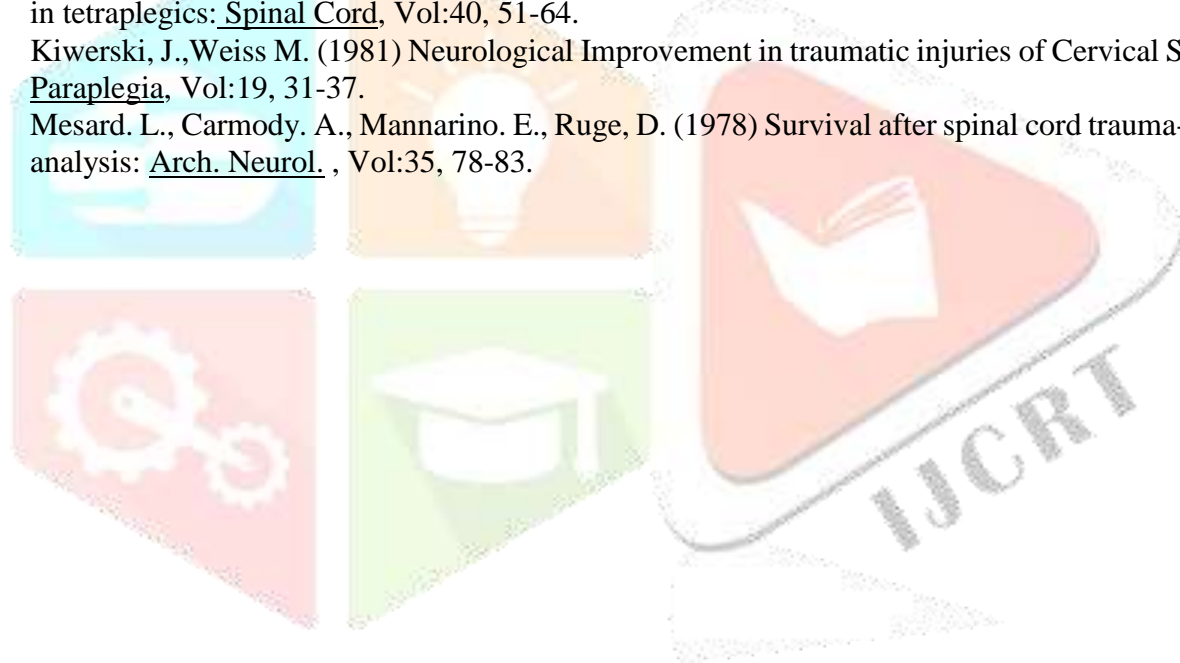 in tetraplegics: Spinal Cord, Vol:40, 51-64.
Kiwerski, J.,Weiss M. (1981) Neurological Improvement in traumatic injuries of Cervical S
Paraplegia, Vol:19, 31-37.
Mesard. L., Carmody. A., Mannarino. E., Ruge, D. (1978) Survival after spinal cord trauma-
analysis: Arch. Neurol. , Vol:35, 78-83.
IJCRT